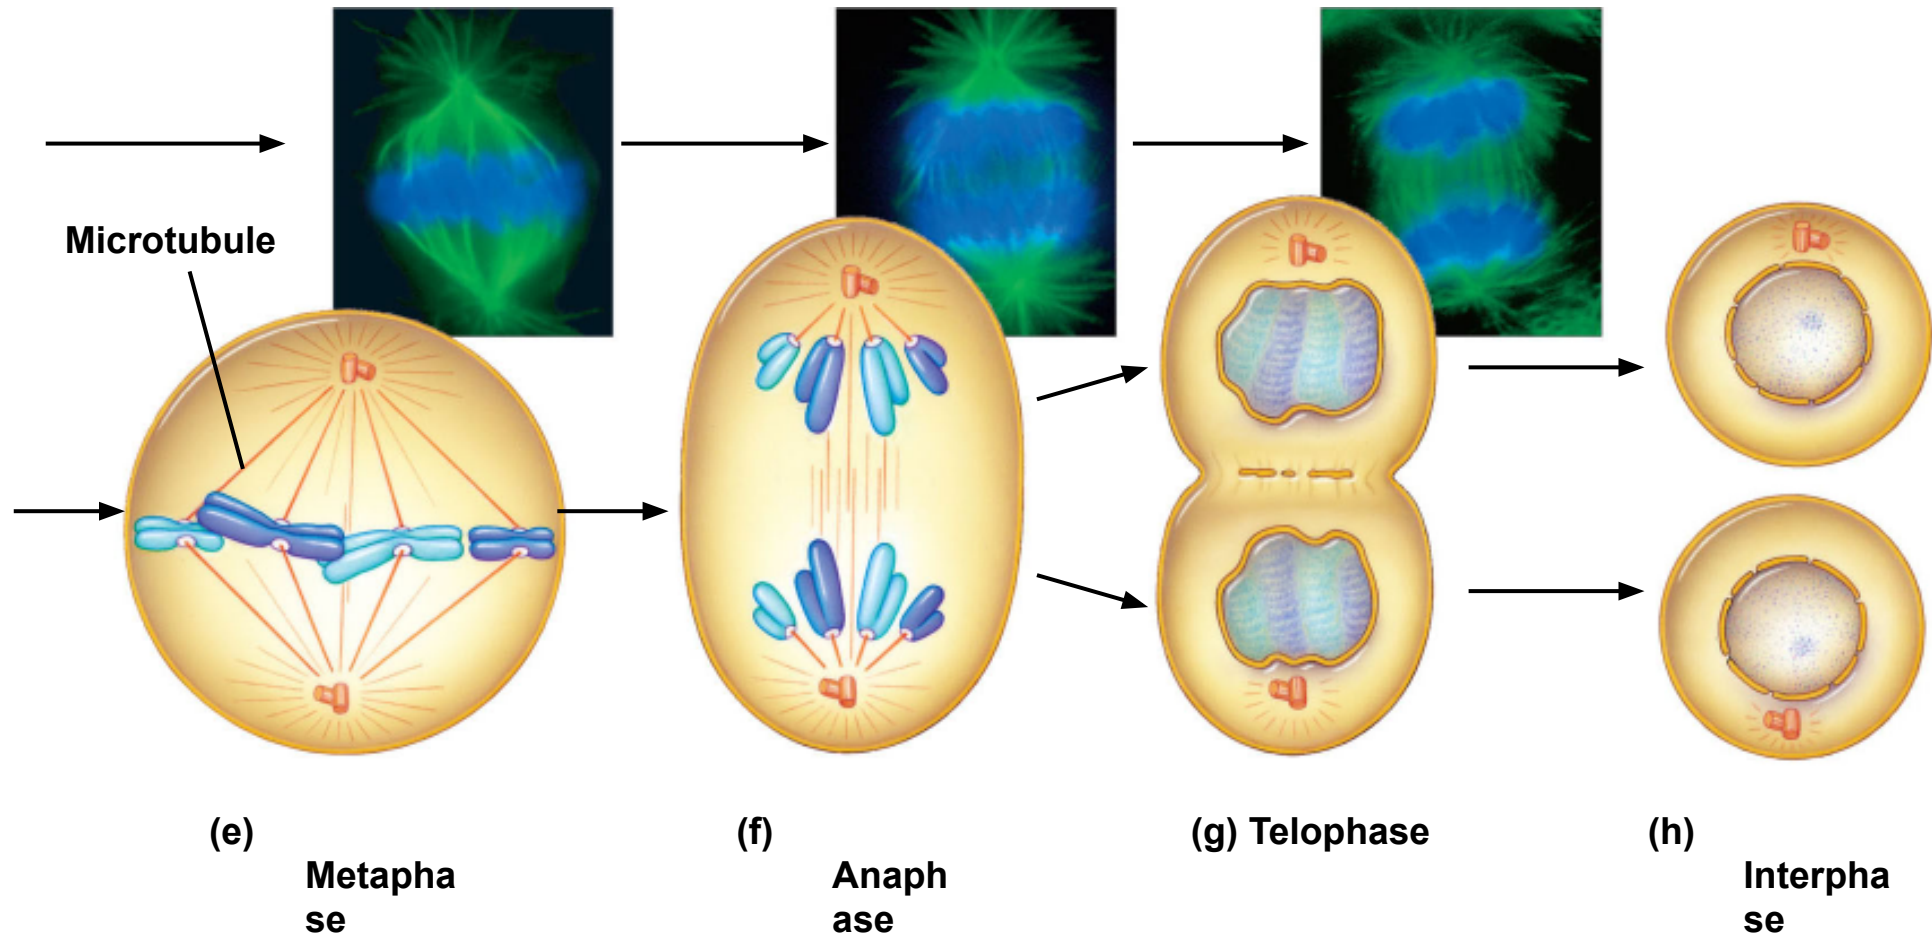 Microtubule
(e)
Metapha
se
(f)
Anaph
ase
(g) Telophase
(h)
Interpha
se